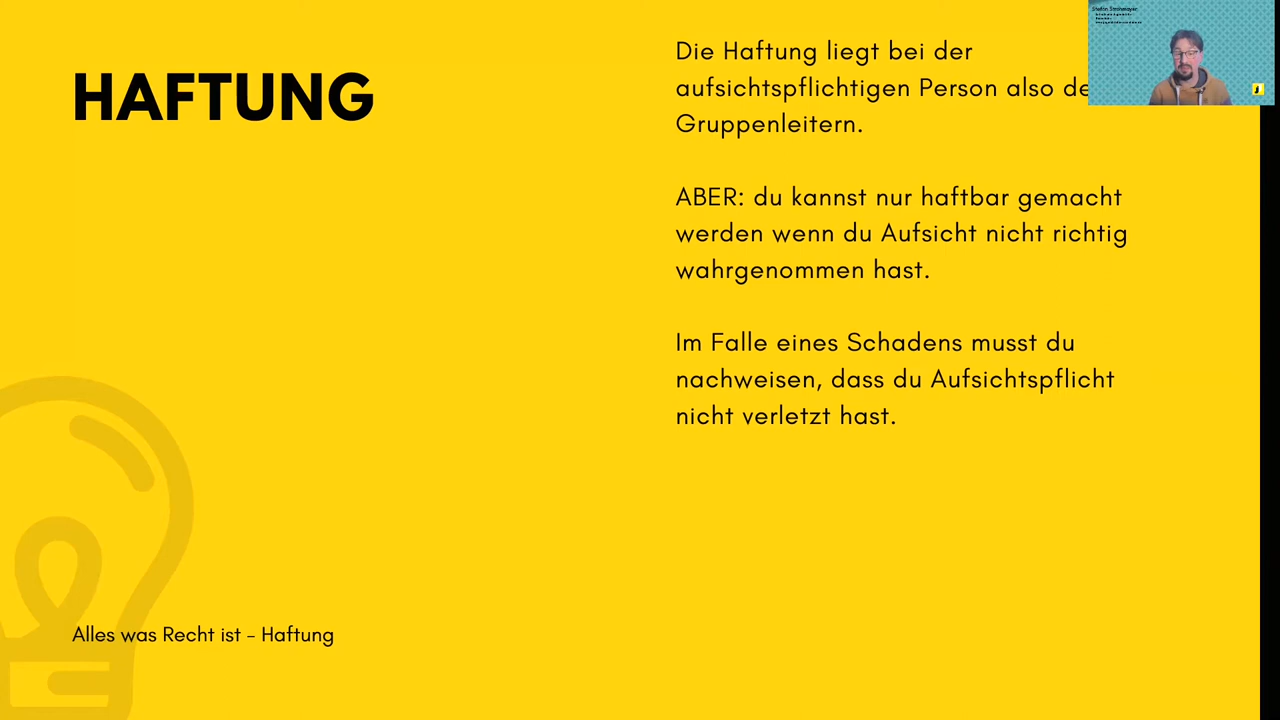 HAFTUNG
Die Haftung liegt bei der
aufsichtspflichtigen Person also
Gruppenleitern.
ABER: du kannst nur haftbar gemacht
werden wenn du Aufsicht nicht richtig
wahrgenommen hast.
Im Falle eines Schadens musst du
nachweisen, dass du Aufsichtspflicht
nicht verletzt hast.
Alles was Recht ist – Haftung